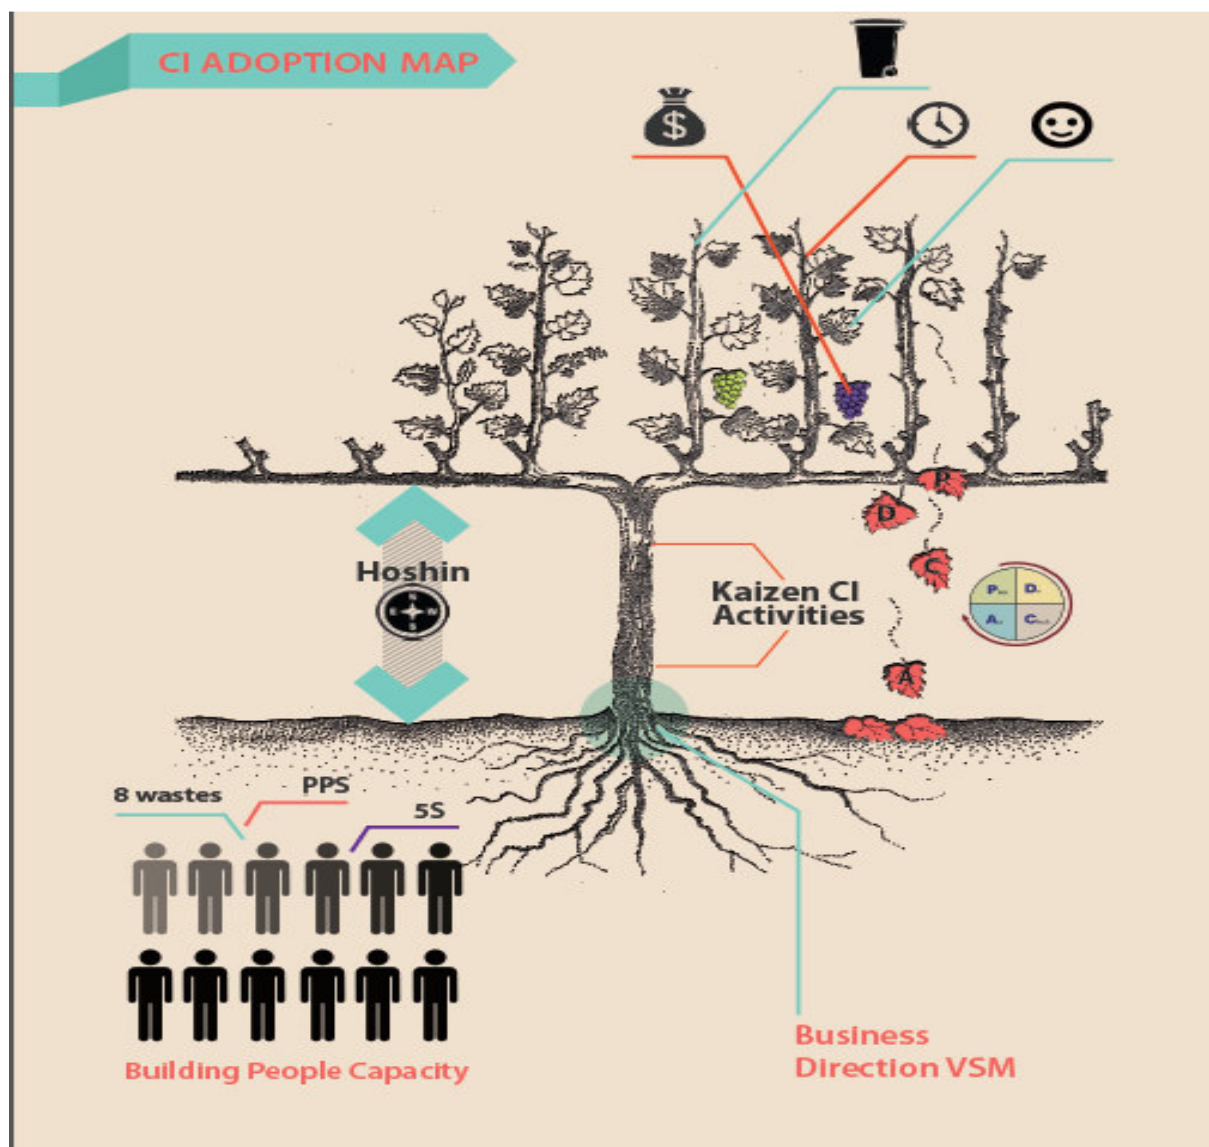 CI ADOPTION MAP
$
P
D
C
A
Hoshin
Kaizen CI
Activities
P
D
A
C
8 wastes
PPS
5S
Building People Capacity
Business
Direction VSM